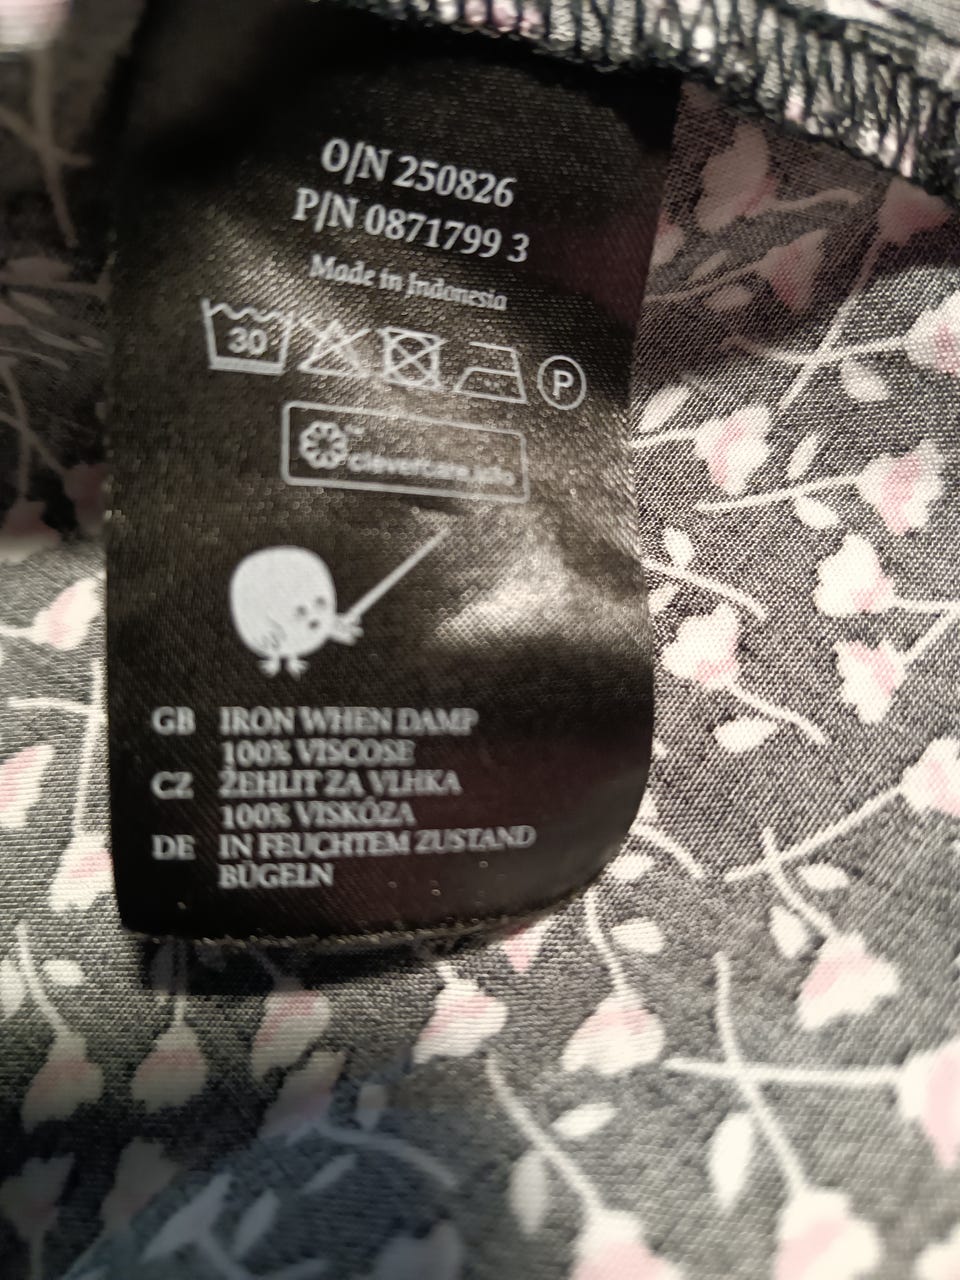 O/N 250826
P/N 0871799 3
Made in Indonesia
30
P
clevercare.info
GB IRON WHEN DAMP
100% VISCOSE
CZ ŽEHLIT ZA VLHKA
100% VISKÓZA
DE IN FEUCHTEM ZUSTAND
BÜGELN